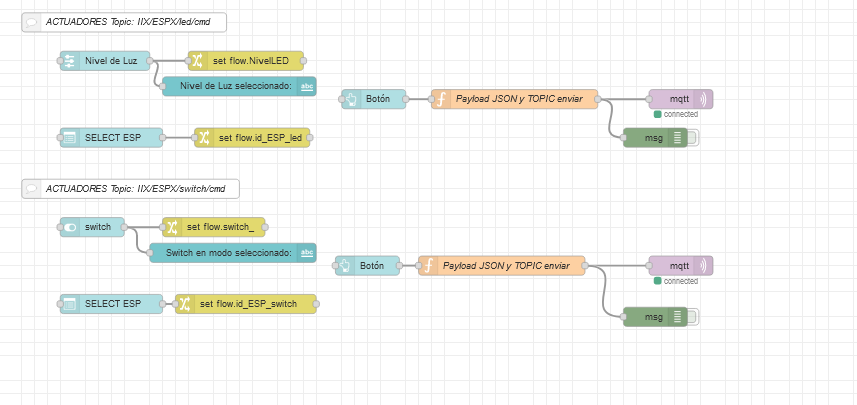 ACTUADORES Topic: IIX/ESPX/led/cmd
Nivel de Luz
set flow.NivelLED
Nivel de Luz seleccionado:
abc
Botón
Payload JSON y TOPIC enviar
mqtt
connected
SELECT ESP
set flow.id_ESP_led
msg
ACTUADORES Topic: IIX/ESPX/switch/cmd
switch
set flow.switch_
Switch en modo seleccionado:
abc
Botón
Payload JSON y TOPIC enviar
mqtt
connected
SELECT ESP
set flow.id_ESP_switch
msg